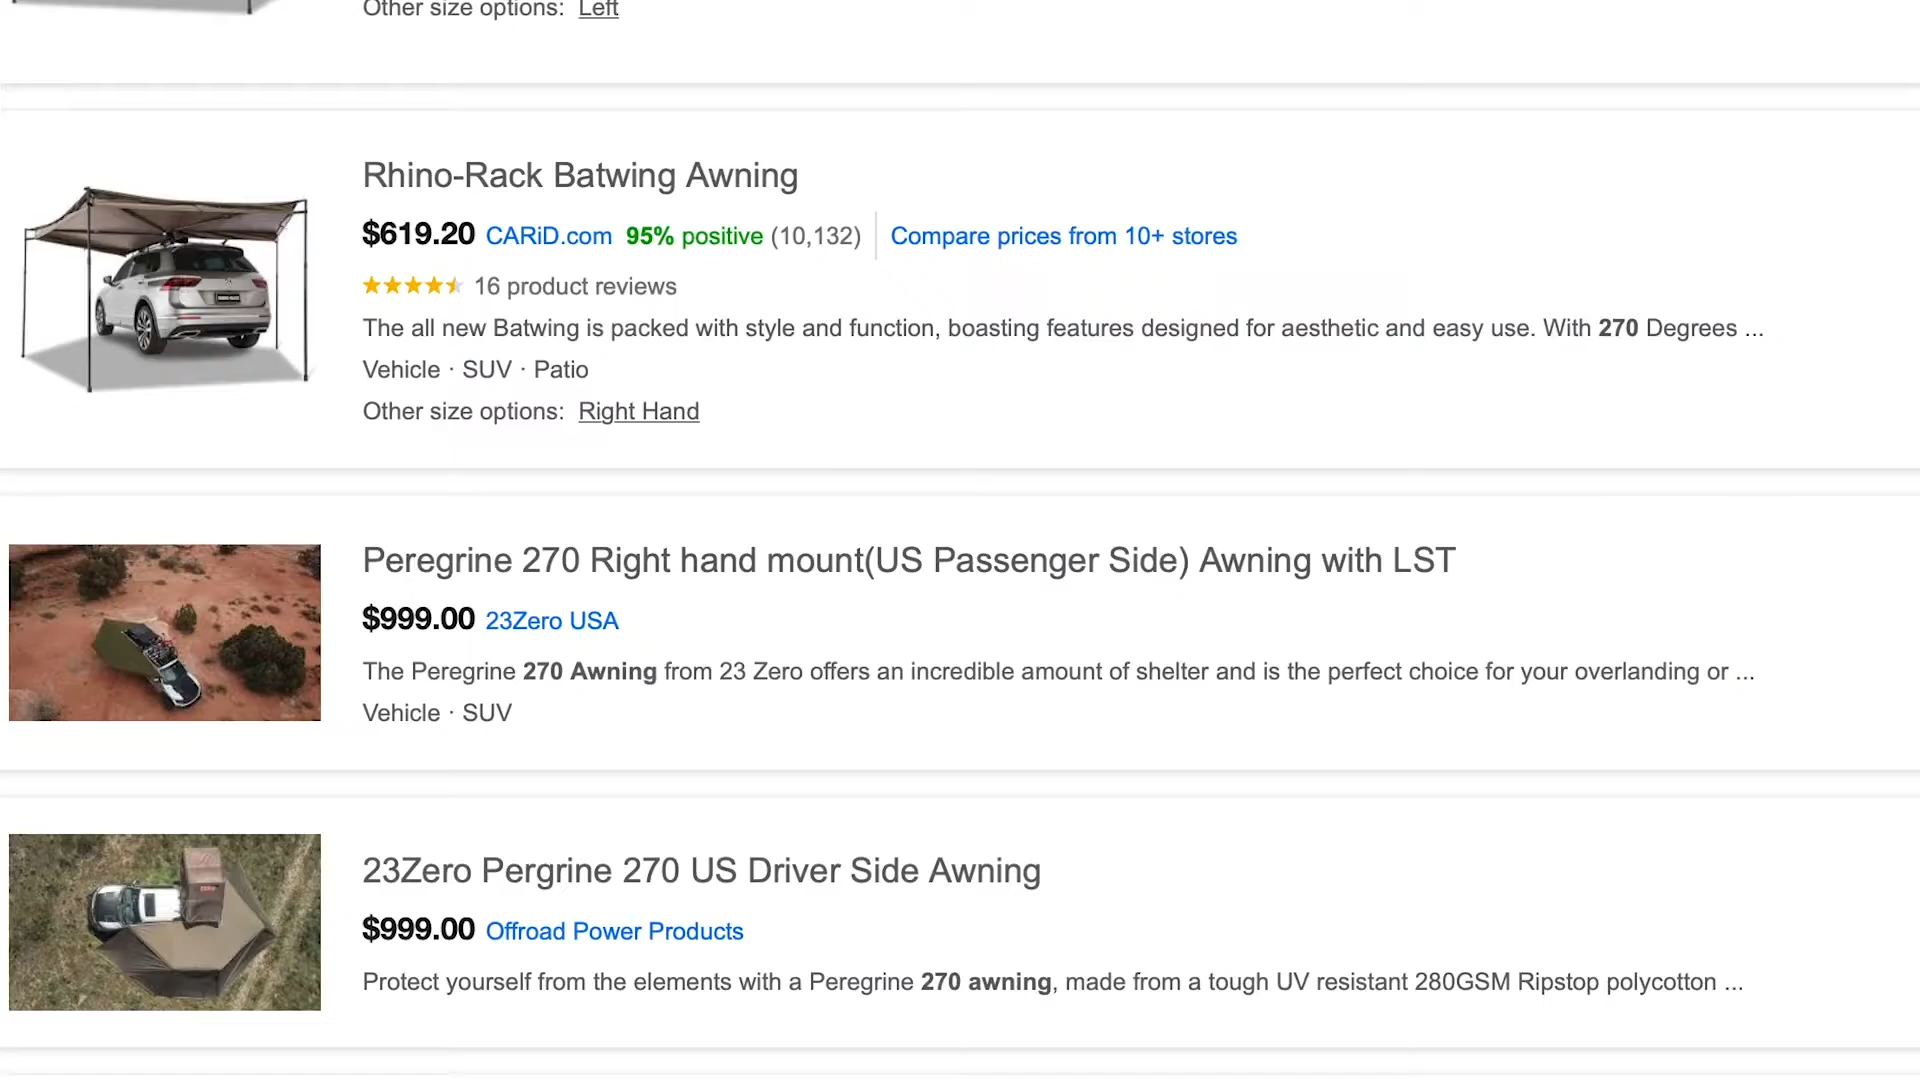 Other size options: Left
Rhino-Rack Batwing Awning
$619.20 CARiD.com 95% positive (10,132) Compare prices from 10+ stores
16 product reviews
The all new Batwing is packed with style and function, boasting features designed for aesthetic and easy use. With 270 Degrees ...
Vehicle · SUV · Patio
Other size options: Right Hand
Peregrine 270 Right hand mount(US Passenger Side) Awning with LST
$999.00 23Zero USA
The Peregrine 270 Awning from 23 Zero offers an incredible amount of shelter and is the perfect choice for your overlanding or ...
Vehicle · SUV
23Zero Pergrine 270 US Driver Side Awning
$999.00 Offroad Power Products
Protect yourself from the elements with a Peregrine 270 awning, made from a tough UV resistant 280GSM Ripstop polycotton ...